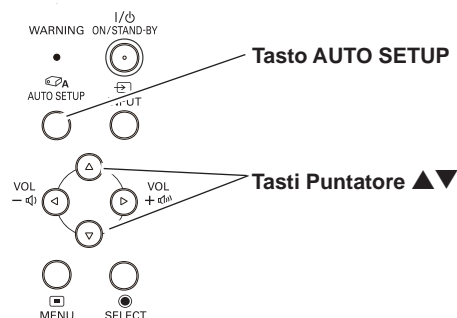 I/⏻
WARNING ON/STAND-BY
Tasto AUTO SETUP
A
AUTO SETUP INPUT
Tasti Puntatore ▲▼
VOL VOL
− +
MENU SELECT